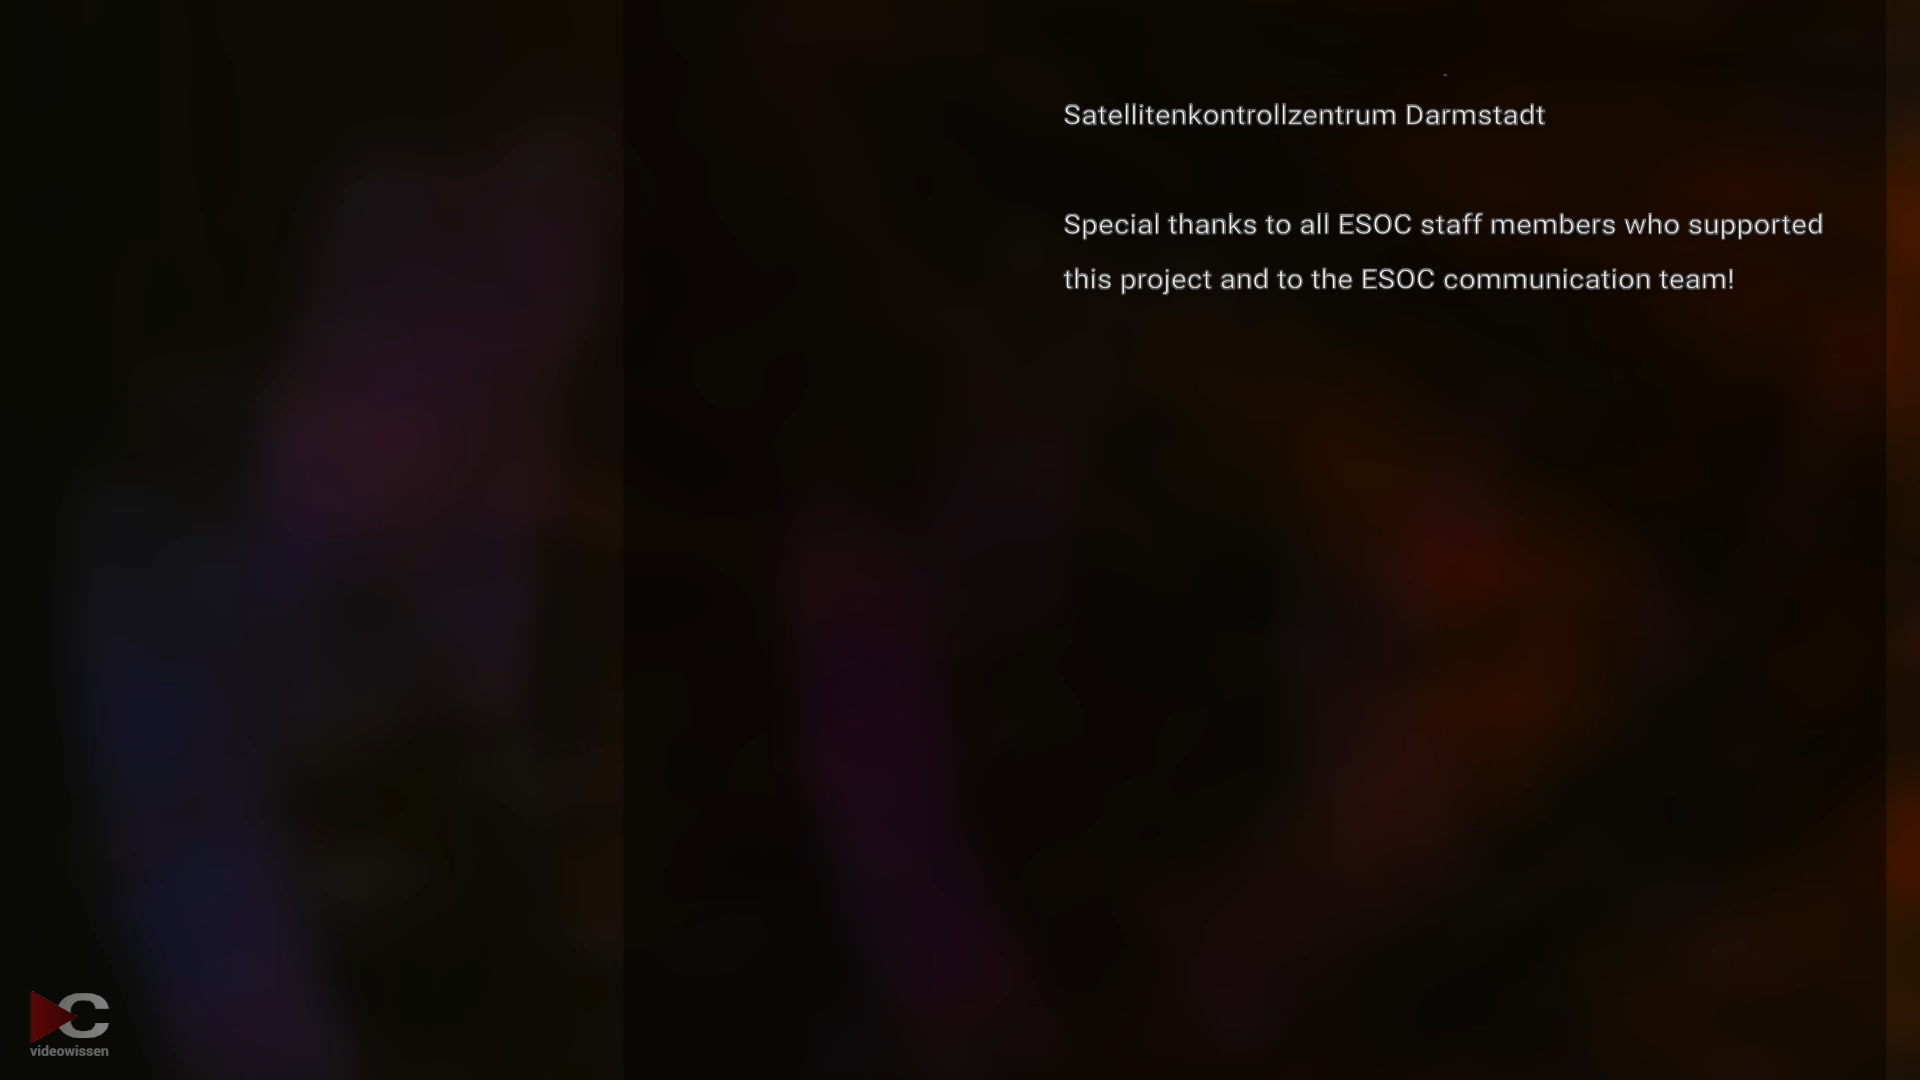 Satellitenkontrollzentrum Darmstadt
Special thanks to all ESOC staff members who supported
this project and to the ESOC communication team!
C
videowissen